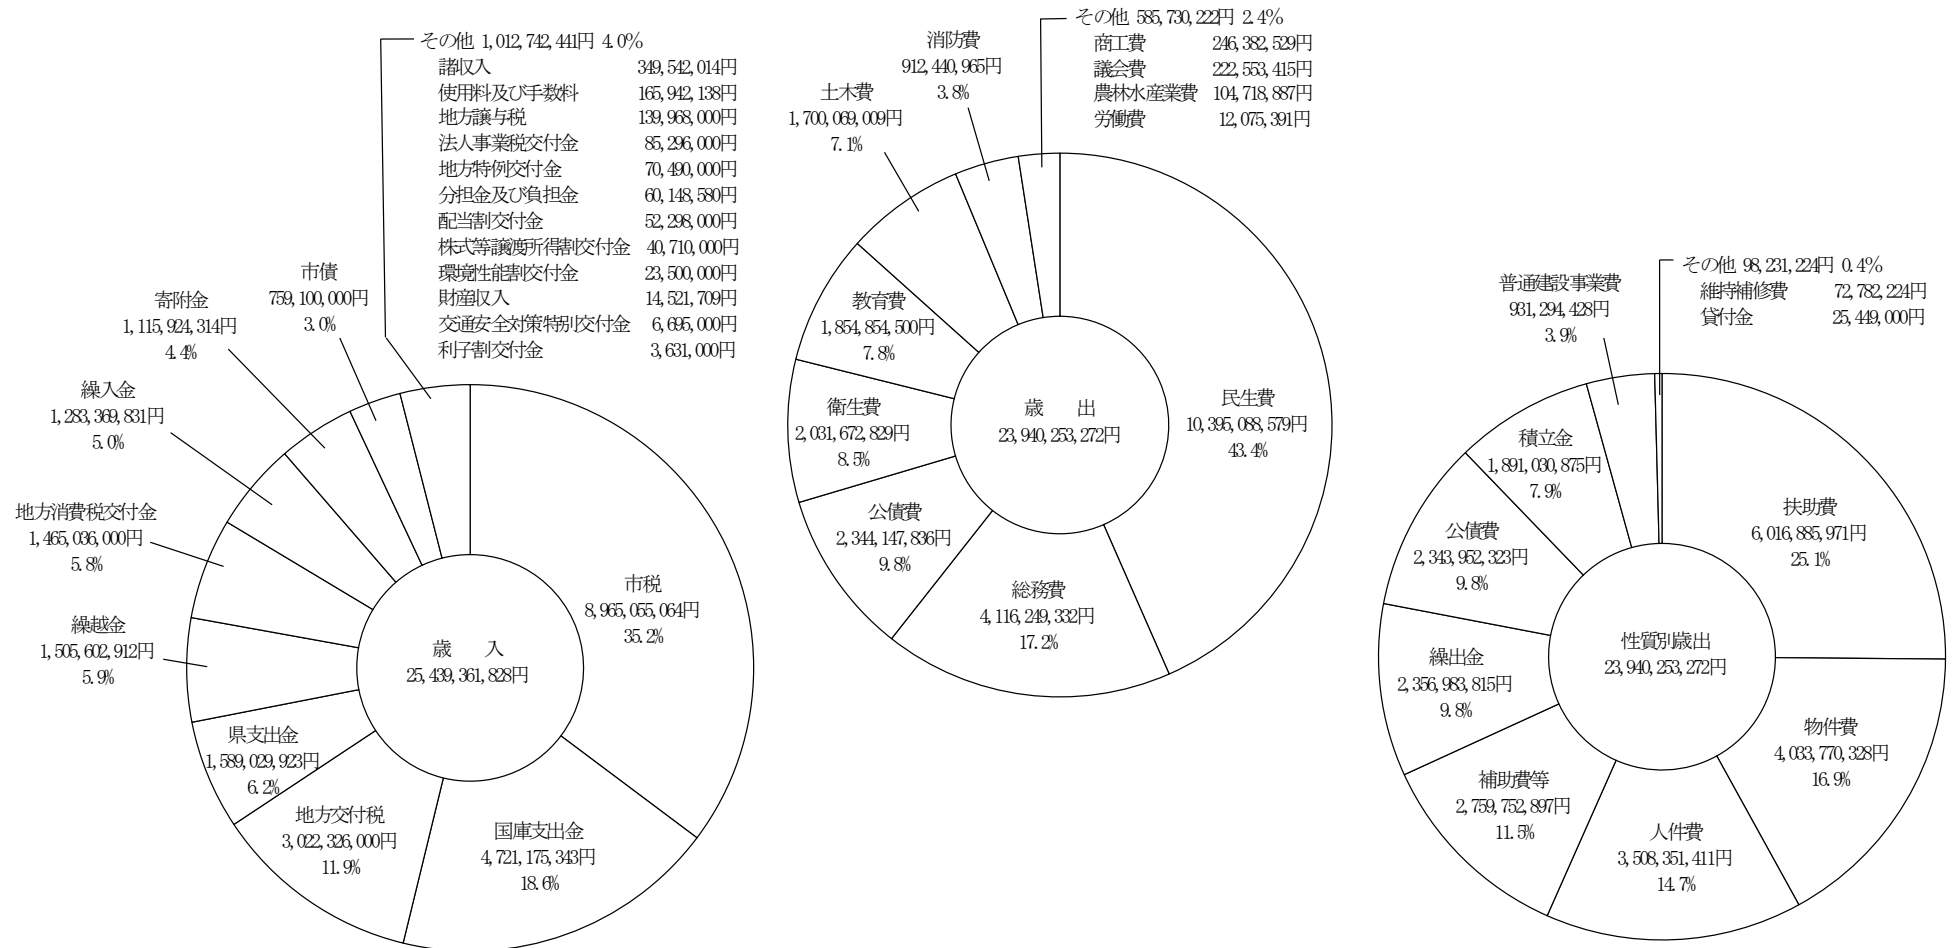 その他 1,012,742,441円 4.0%
諸収入 349,542,014円
使用料及び手数料 165,942,138円
地方譲与税 139,968,000円
法人事業税交付金 85,296,000円
地方特例交付金 70,490,000円
分担金及び負担金 60,148,580円
配当割交付金 52,298,000円
株式等譲渡所得割交付金 40,710,000円
環境性能割交付金 23,500,000円
財産収入 14,521,709円
交通安全対策特別交付金 6,695,000円
利子割交付金 3,631,000円
市債
759,100,000円
3.0%
寄附金
1,115,924,314円
4.4%
繰入金
1,283,369,831円
5.0%
地方消費税交付金
1,465,036,000円
5.8%
繰越金
1,505,602,912円
5.9%
県支出金
1,589,029,923円
6.2%
地方交付税
3,022,326,000円
11.9%
国庫支出金
4,721,175,343円
18.6%
市税
8,965,055,064円
35.2%
歳 入
25,439,361,828円
その他 585,730,222円 2.4%
商工費 246,382,529円
議会費 222,553,415円
農林水産業費 104,718,887円
労働費 12,075,391円
消防費
912,440,965円
3.8%
土木費
1,700,069,009円
7.1%
教育費
1,854,854,500円
7.8%
衛生費
2,031,672,829円
8.5%
公債費
2,344,147,836円
9.8%
総務費
4,116,249,332円
17.2%
民生費
10,395,088,579円
43.4%
歳 出
23,940,253,272円
その他 98,231,224円 0.4%
維持補修費 72,782,224円
貸付金 25,449,000円
普通建設事業費
931,294,428円
3.9%
積立金
1,891,030,875円
7.9%
公債費
2,343,952,323円
9.8%
繰出金
2,356,983,815円
9.8%
補助費等
2,759,752,897円
11.5%
人件費
3,508,351,411円
14.7%
物件費
4,033,770,328円
16.9%
扶助費
6,016,885,971円
25.1%
性質別歳出
23,940,253,272円